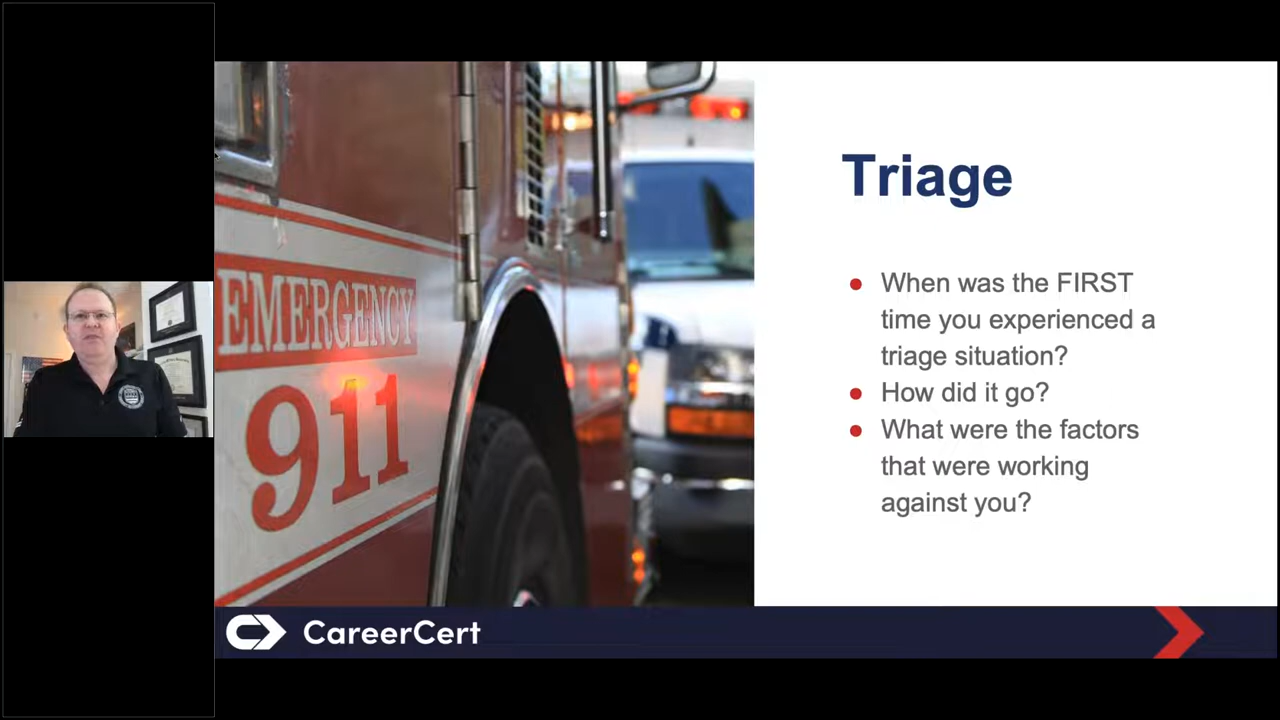 EMERGENCY
911
Triage
● When was the FIRST
time you experienced a
triage situation?
● How did it go?
● What were the factors
that were working
against you?
CareerCert